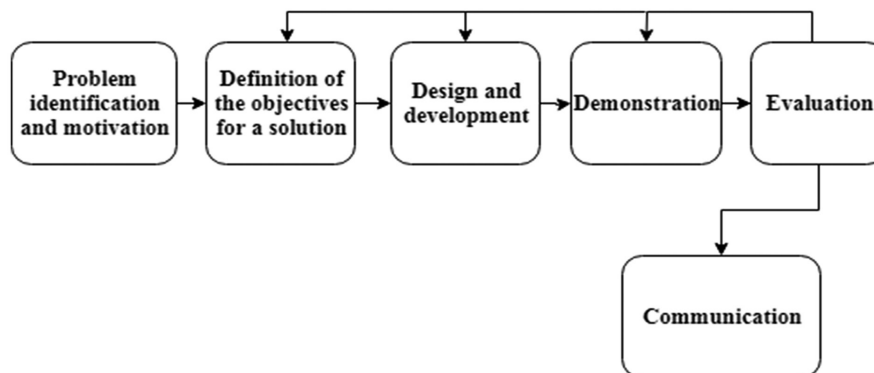 Problem
identification
and motivation
Definition of
the objectives
for a solution
Design and
development
Demonstration
Evaluation
Communication